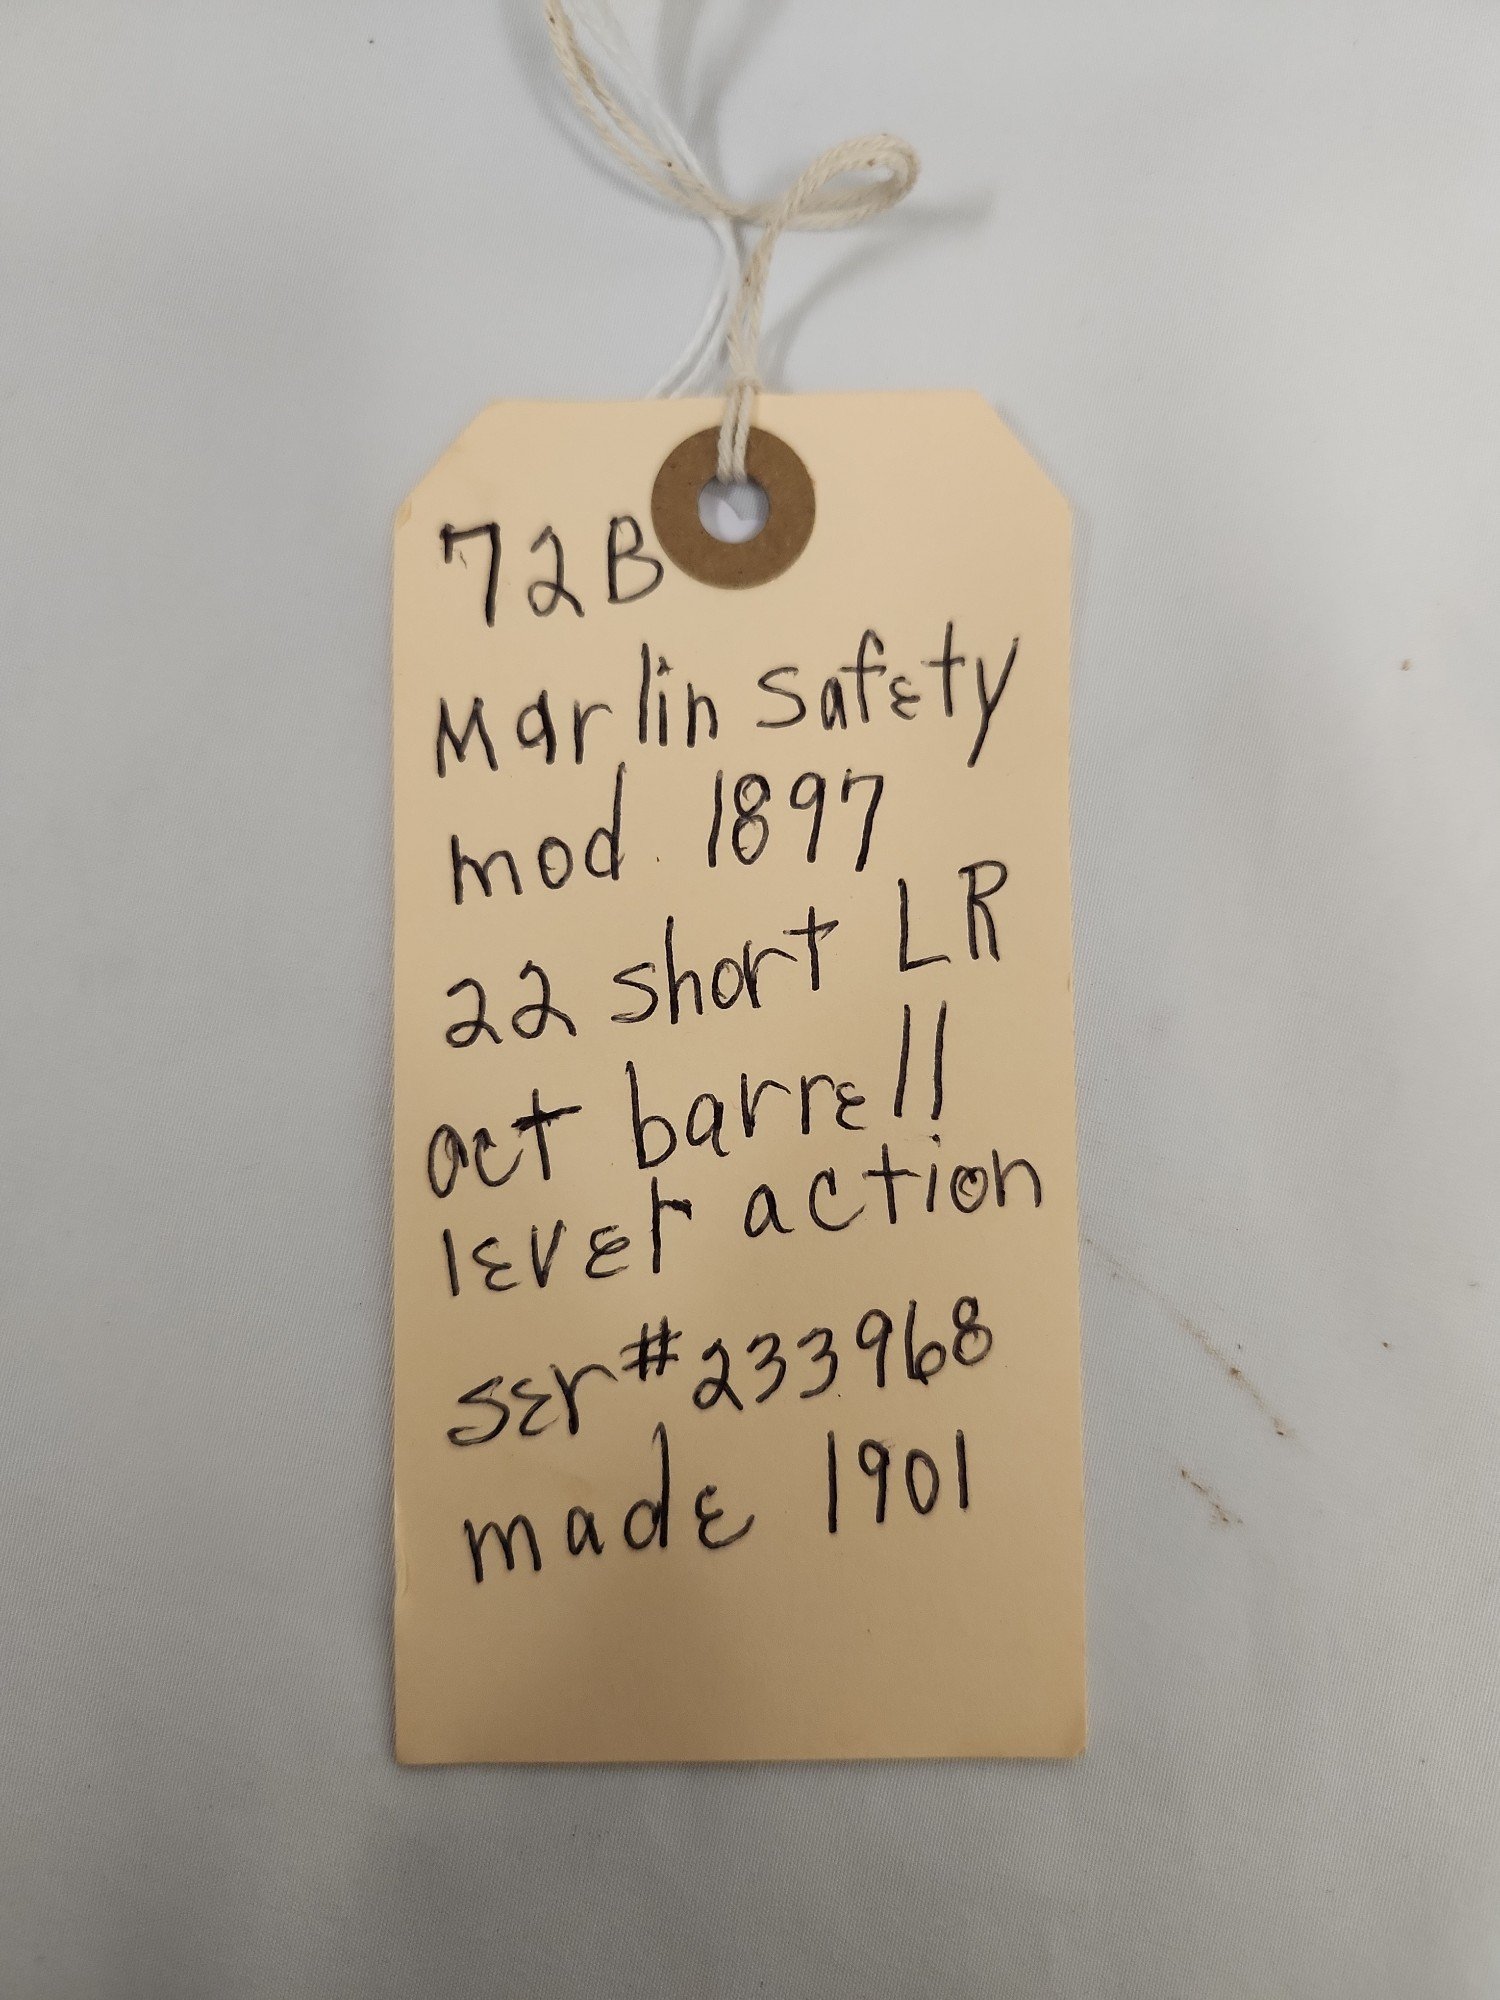 72B
Marlin Safety
mod 1897
22 short LR
oct barrell
lever action
ser# 233968
made 1901